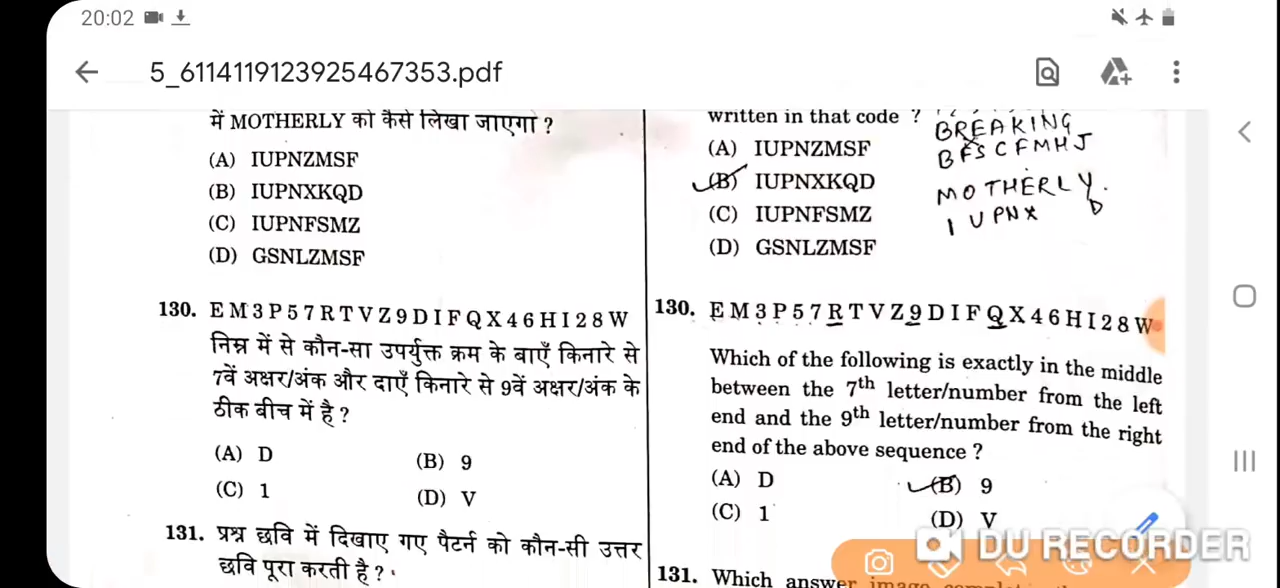 20:02
5_6114119123925467353.pdf
में MOTHERLY को कैसे लिखा जाएगा ?
(A) IUPNZMSF
(B) IUPNXKQD
(C) IUPNFSMZ
(D) GSNLZMSF
130. E M 3 P 5 7 R T V Z 9 D I F Q X 4 6 H I 2 8 W
निम्न में से कौन-सा उपर्युक्त क्रम के बाएँ किनारे से
7वें अक्षर/अंक और दाएँ किनारे से 9वें अक्षर/अंक के
ठीक बीच में है ?
(A) D (B) 9
(C) 1 (D) V
131. प्रश्न छवि में दिखाए गए पैटर्न को कौन-सी उत्तर
छवि पूरा करती है ?
written in that code ?
(A) IUPNZMSF
(B) IUPNXKQD
(C) IUPNFSMZ
(D) GSNLZMSF
BREAKING
BFSCFMHJ
MOTHERLY.
IUPNX D
130. E M 3 P 5 7 R T V Z 9 D I F Q X 4 6 H I 2 8 W
Which of the following is exactly in the middle
between the 7th letter/number from the left
end and the 9th letter/number from the right
end of the above sequence ?
(A) D (B) 9
(C) 1 (D) V
131. Which answer image
DU RECORDER